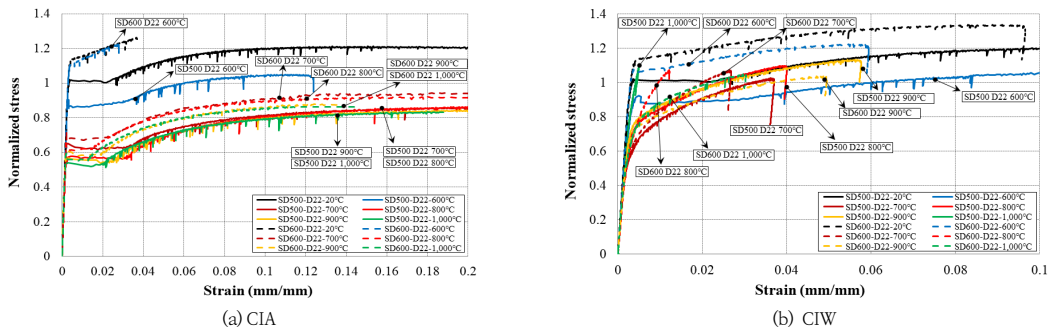 Normalized stress
1.4
1.2
1
0.8
0.6
0.4
0.2
0
0
0.02
0.04
0.06
0.08
0.1
0.12
0.14
0.16
0.18
0.2
Strain (mm/mm)
SD600 D22 600℃
SD500 D22 600℃
SD600 D22 700℃
SD600 D22 800℃
SD600 D22 900℃
SD600 D22 1,000℃
SD500 D22 900℃
SD500 D22 1,000℃
SD500 D22 700℃
SD500 D22 800℃
SD500-D22-20℃
SD500-D22-600℃
SD500-D22-700℃
SD500-D22-800℃
SD500-D22-900℃
SD500-D22-1,000℃
SD600-D22-20℃
SD600-D22-600℃
SD600-D22-700℃
SD600-D22-800℃
SD600-D22-900℃
SD600-D22-1,000℃
(a) CIA
Normalized stress
1.4
1.2
1
0.8
0.6
0.4
0.2
0
0
0.02
0.04
0.06
0.08
0.1
Strain (mm/mm)
SD500 D22 1,000℃
SD600 D22 600℃
SD600 D22 700℃
SD500 D22 900℃
SD500 D22 600℃
SD600 D22 900℃
SD500 D22 700℃
SD500 D22 800℃
SD600 D22 1,000℃
SD600 D22 800℃
SD500-D22-20℃
SD500-D22-600℃
SD500-D22-700℃
SD500-D22-800℃
SD500-D22-900℃
SD500-D22-1,000℃
SD600-D22-20℃
SD600-D22-600℃
SD600-D22-700℃
SD600-D22-800℃
SD600-D22-900℃
SD600-D22-1,000℃
(b) CIW